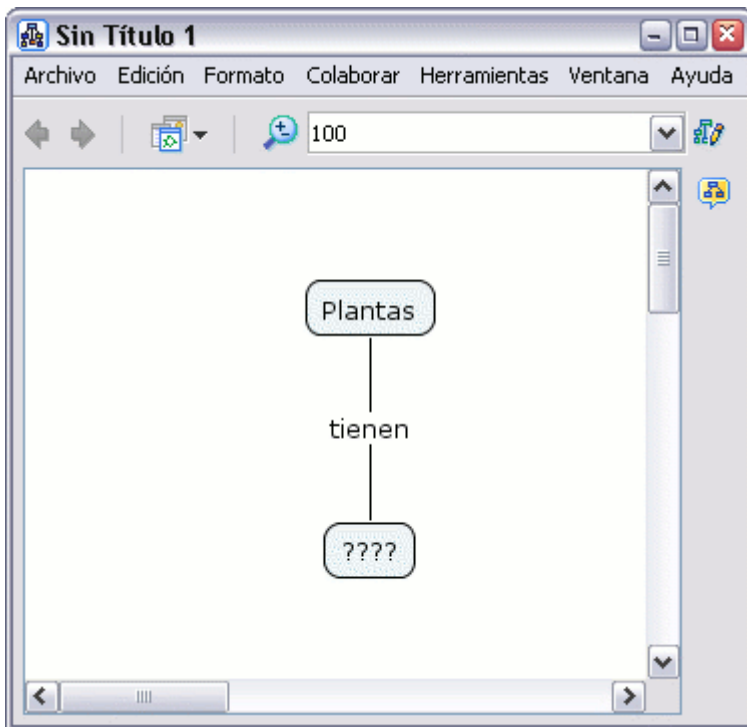 Sin Título 1
Archivo Edición Formato Colaborar Herramientas Ventana Ayuda
100
Plantas
tienen
????